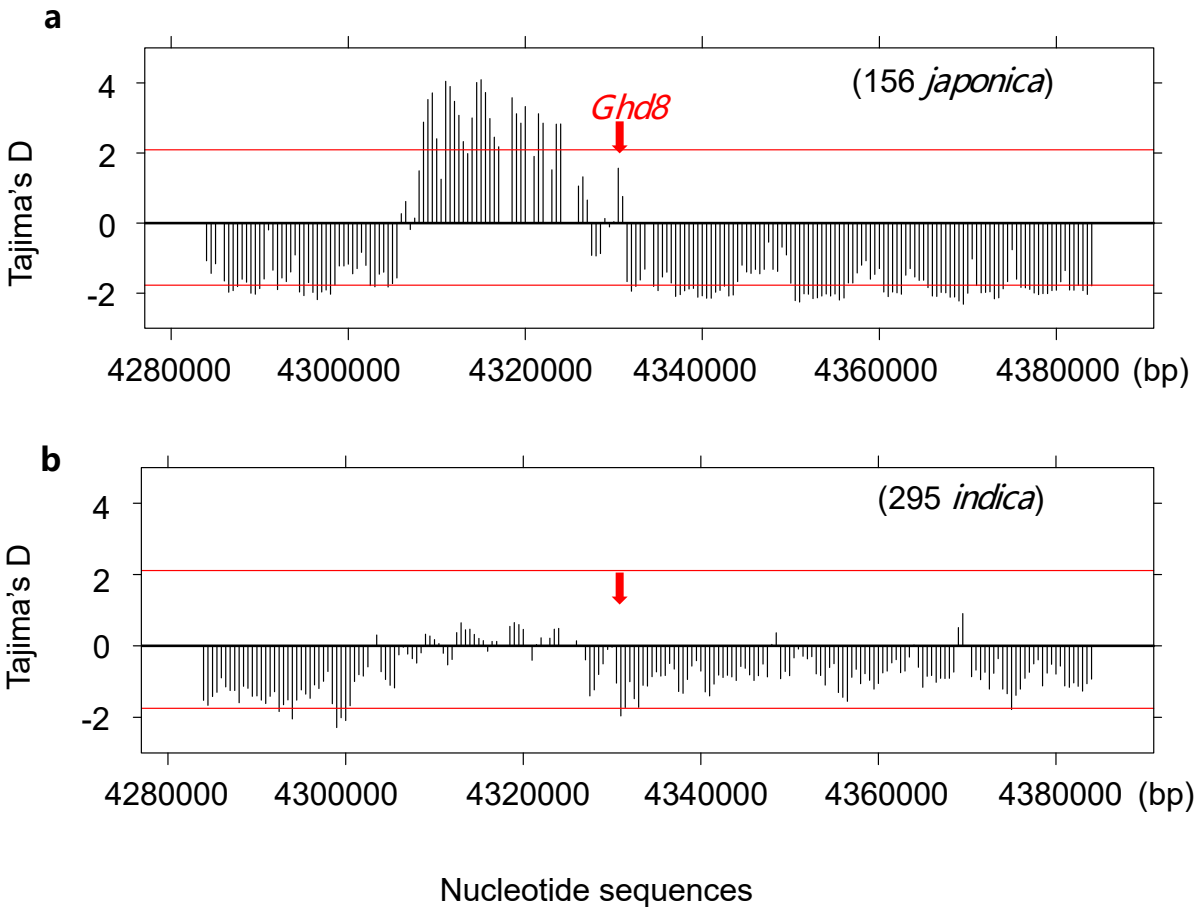 a
(156 japonica)
Ghd8
Tajima's D
4
2
0
-2
4280000 4300000 4320000 4340000 4360000 4380000 (bp)
b
(295 indica)
Tajima's D
4
2
0
-2
4280000 4300000 4320000 4340000 4360000 4380000 (bp)
Nucleotide sequences